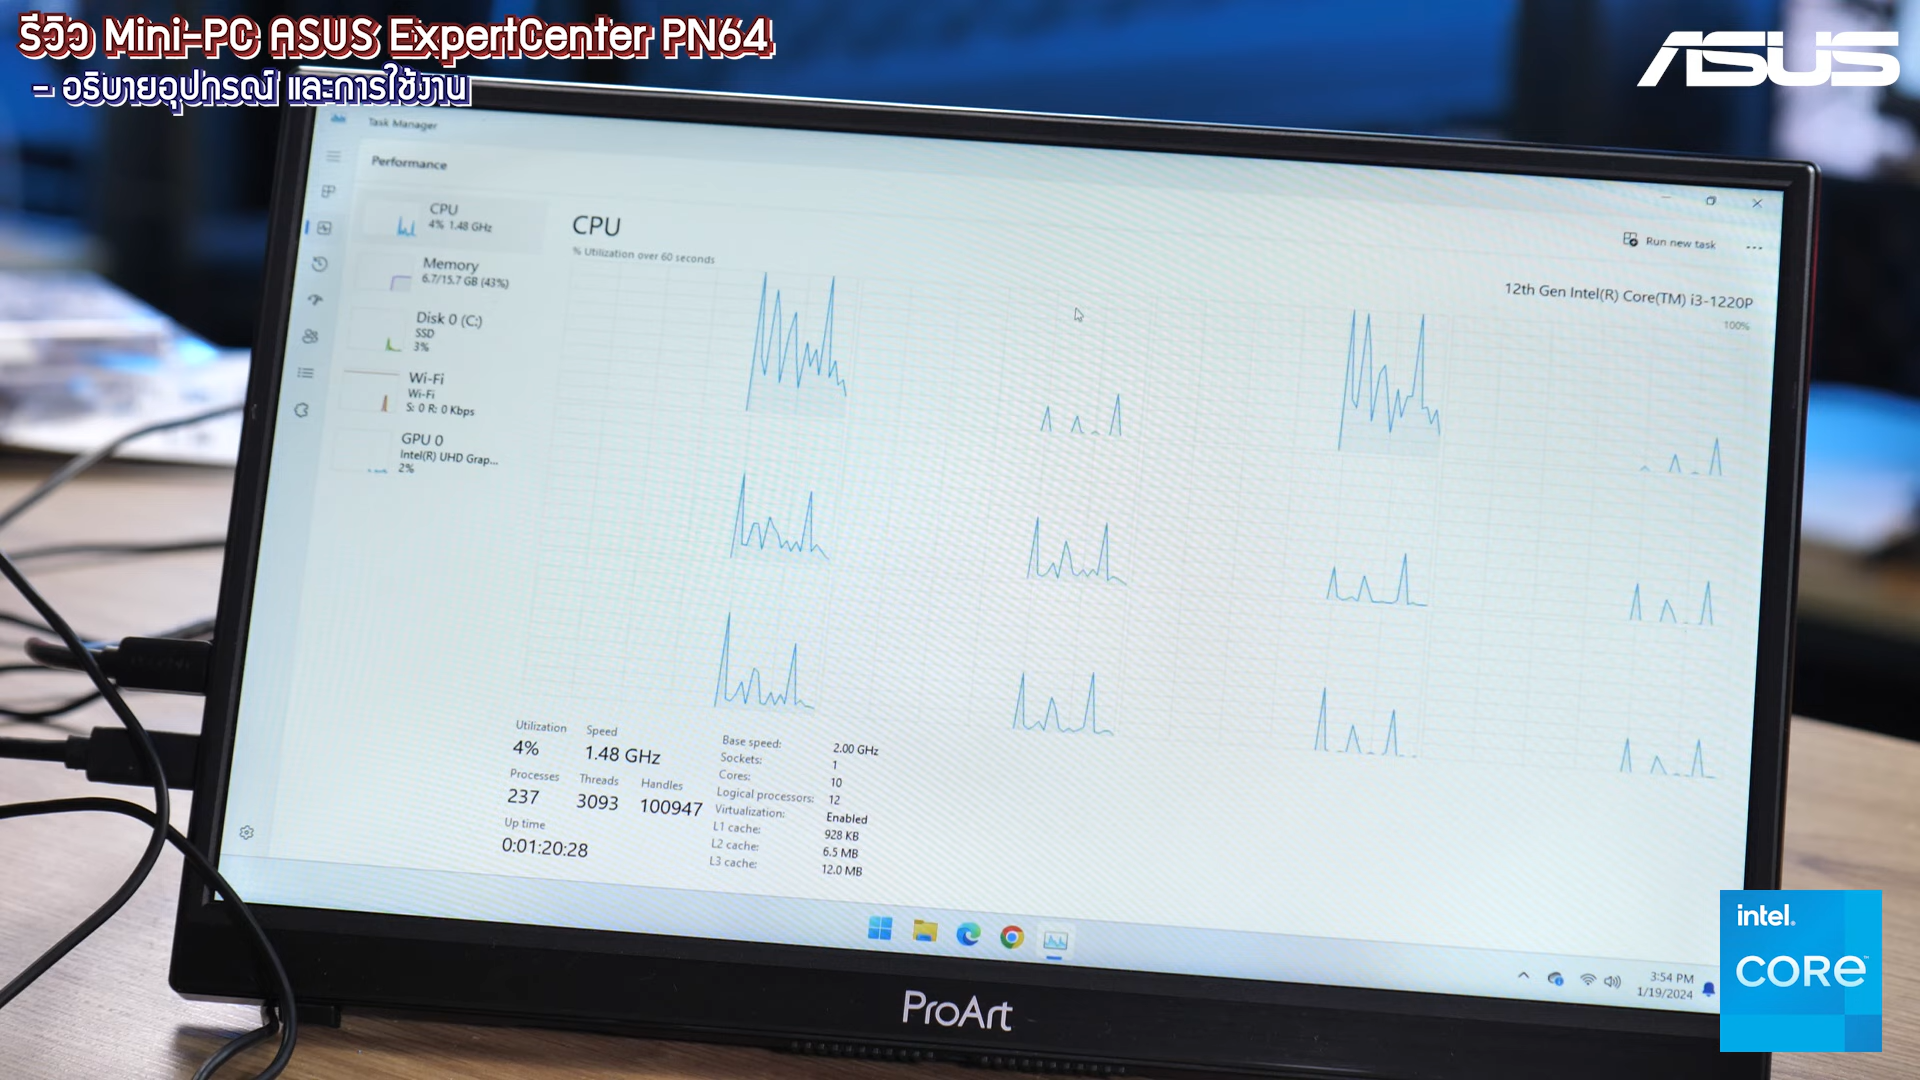 รีวิว Mini-PC ASUS ExpertCenter PN64
- อธิบายอุปกรณ์ และการใช้งาน
ASUS
Task Manager
Performance
CPU
4% 1.48 GHz
Memory
6.7/15.7 GB (43%)
Disk 0 (C:)
SSD
3%
Wi-Fi
Wi-Fi
S: 0 R: 0 Kbps
GPU 0
Intel(R) UHD Grap...
2%
Run new task
...
CPU
% Utilization over 60 seconds
12th Gen Intel(R) Core(TM) i3-1220P
100%
Utilization Speed
4% 1.48 GHz
Processes Threads Handles
237 3093 100947
Up time
0:01:20:28
Base speed: 2.00 GHz
Sockets: 1
Cores: 10
Logical processors: 12
Virtualization: Enabled
L1 cache: 928 KB
L2 cache: 6.5 MB
L3 cache: 12.0 MB
3:54 PM
1/19/2024
ProArt
intel.
CORE